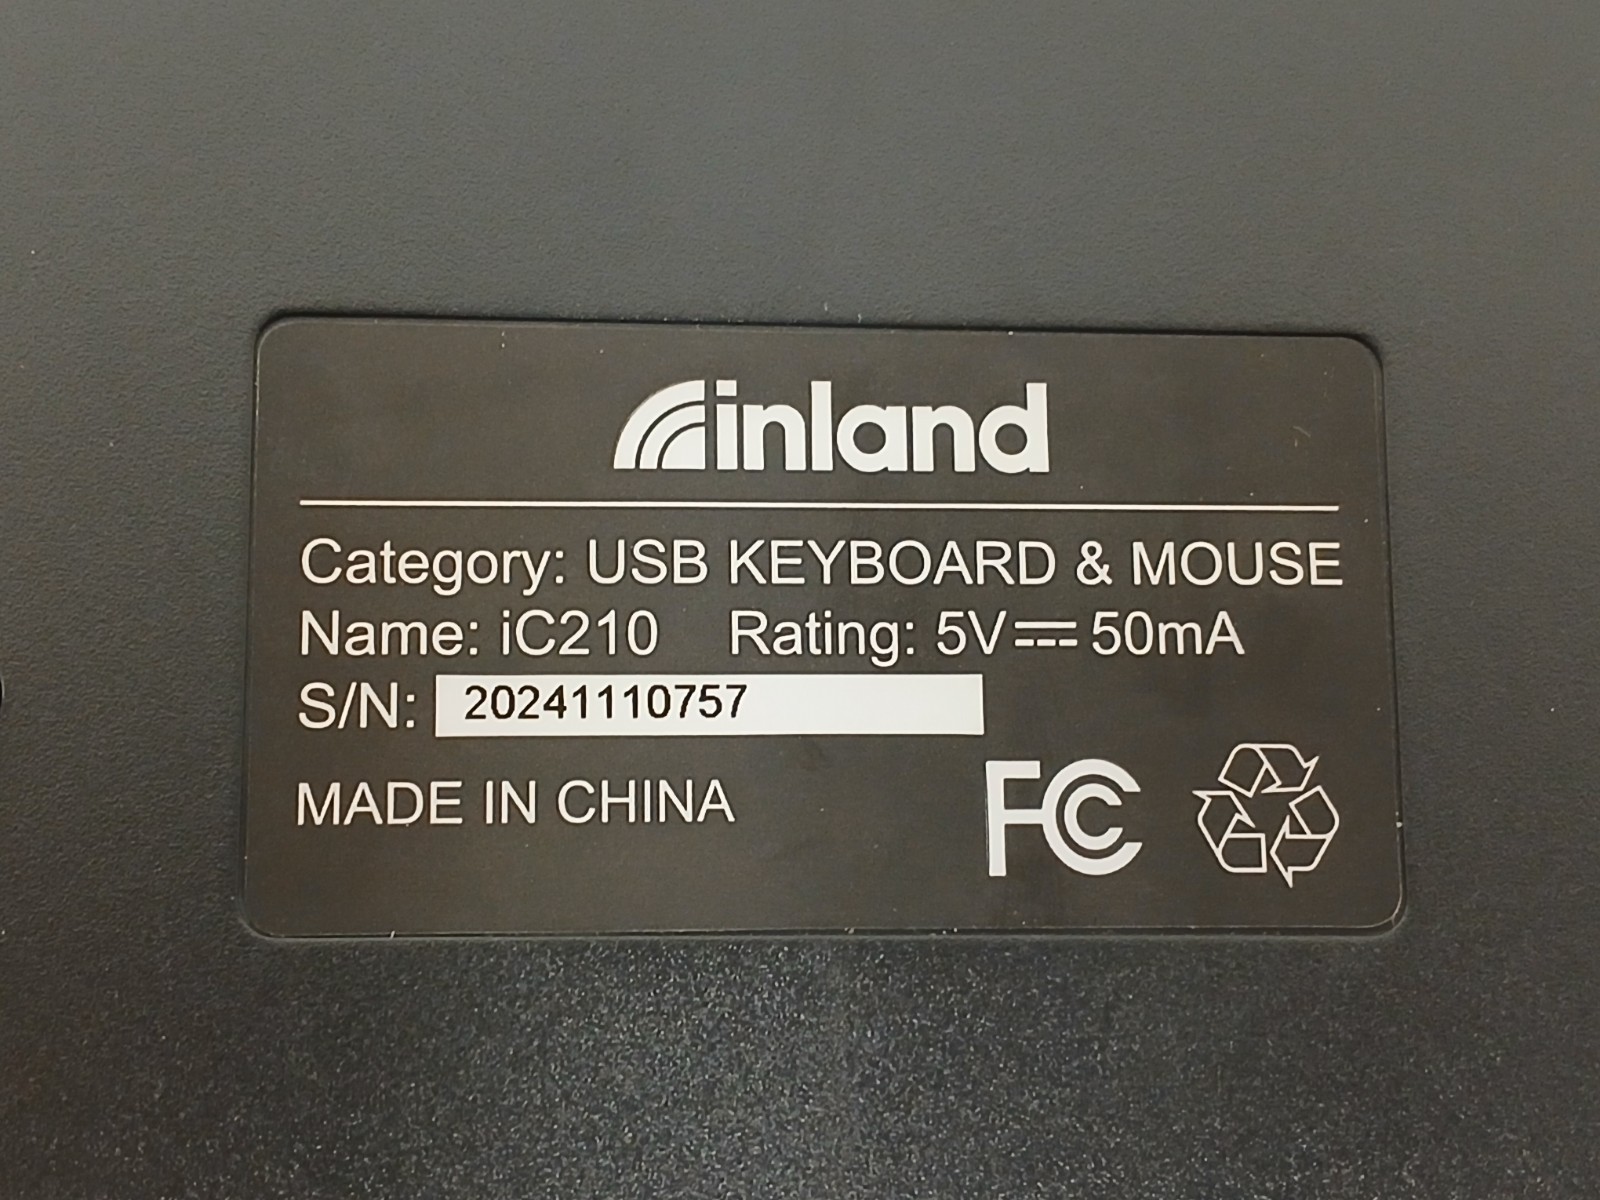 inland
Category: USB KEYBOARD & MOUSE
Name: iC210 Rating: 5V⎓50mA
S/N: 20241110757
MADE IN CHINA
FC